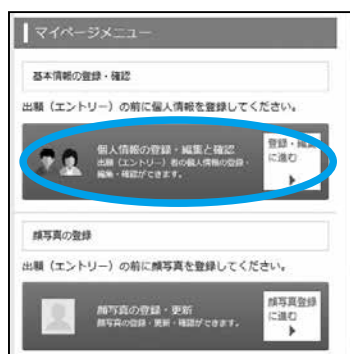 マイページメニュー
基本情報の登録・確認
出願（エントリー）の前に個人情報を登録してください。
個人情報の登録・編集と確認
出願（エントリー）者の個人情報の登録・
編集・確認ができます。
登録・編集
に進む
顔写真の登録
出願（エントリー）の前に顔写真を登録してください。
顔写真の登録・更新
顔写真の登録・更新・確認ができます。
顔写真登録
に進む